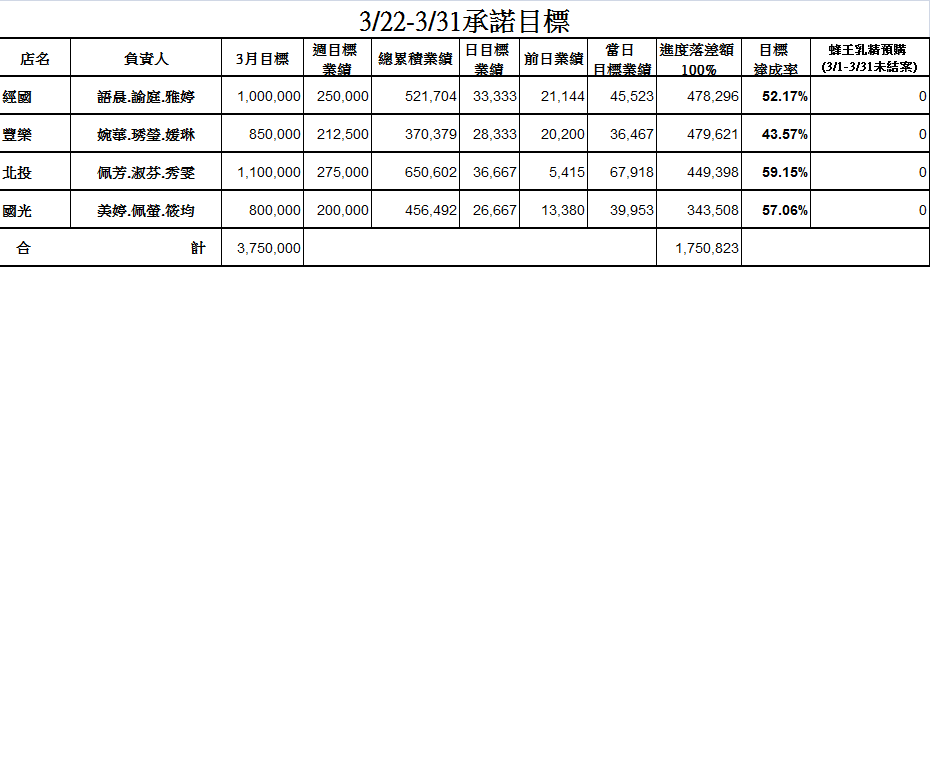 3/22-3/31承諾目標
店名 負責人 3月目標 週目標業績 總累積業績 日目標業績 前日業績 當日目標業績 進度落差額100% 目標達成率 蜂王乳精預購(3/1-3/31未結案)
經國 語晨.諭庭.雅婷 1,000,000 250,000 521,704 33,333 21,144 45,523 478,296 52.17% 0
豐樂 婉華.琇瑩.媛琳 850,000 212,500 370,379 28,333 20,200 36,467 479,621 43.57% 0
北投 佩芳.淑芬.秀雯 1,100,000 275,000 650,602 36,667 5,415 67,918 449,398 59.15% 0
國光 美婷.佩螢.筱均 800,000 200,000 456,492 26,667 13,380 39,953 343,508 57.06% 0
合計 3,750,000 1,750,823